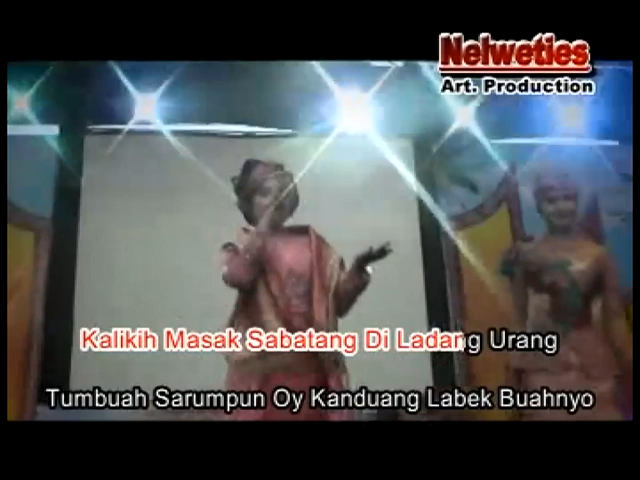 Nelweties
Art. Production
Kalikih Masak Sabatang Di Ladang Urang
Tumbuah Sarumpun Oy Kanduang Labek Buahnyo